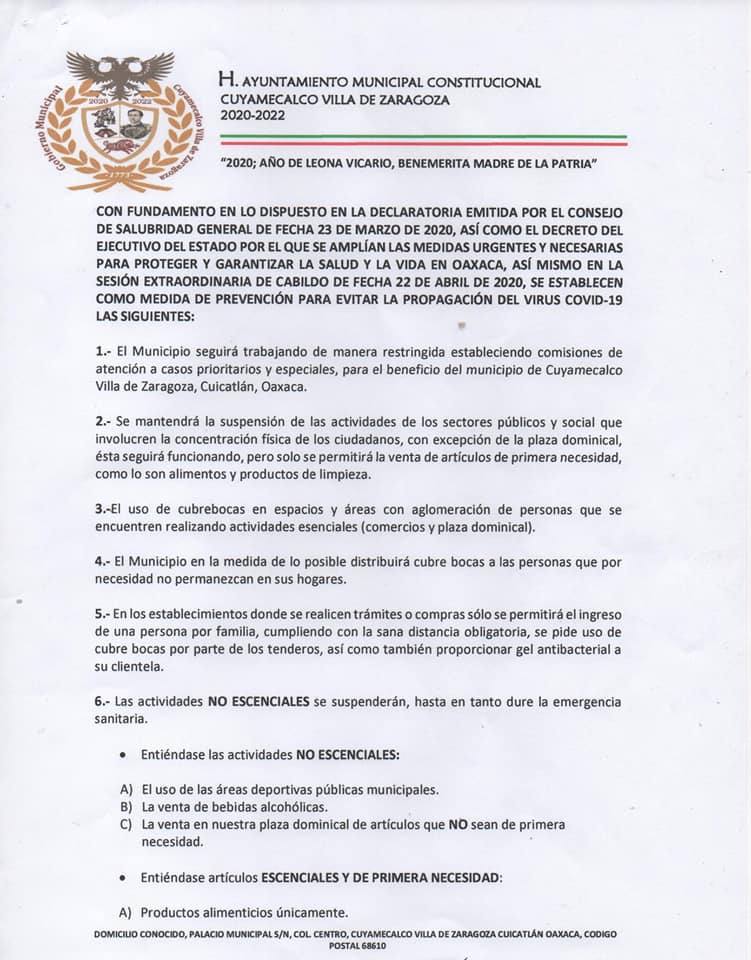 Gobierno Municipal
Cuyamecalco Villa de Zaragoza
2020 2022
1773
H. AYUNTAMIENTO MUNICIPAL CONSTITUCIONAL
CUYAMECALCO VILLA DE ZARAGOZA
2020-2022
“2020; AÑO DE LEONA VICARIO, BENEMERITA MADRE DE LA PATRIA”
CON FUNDAMENTO EN LO DISPUESTO EN LA DECLARATORIA EMITIDA POR EL CONSEJO
DE SALUBRIDAD GENERAL DE FECHA 23 DE MARZO DE 2020, ASÍ COMO EL DECRETO DEL
EJECUTIVO DEL ESTADO POR EL QUE SE AMPLÍAN LAS MEDIDAS URGENTES Y NECESARIAS
PARA PROTEGER Y GARANTIZAR LA SALUD Y LA VIDA EN OAXACA, ASÍ MISMO EN LA
SESIÓN EXTRAORDINARIA DE CABILDO DE FECHA 22 DE ABRIL DE 2020, SE ESTABLECEN
COMO MEDIDA DE PREVENCIÓN PARA EVITAR LA PROPAGACIÓN DEL VIRUS COVID-19
LAS SIGUIENTES:
1.- El Municipio seguirá trabajando de manera restringida estableciendo comisiones de
atención a casos prioritarios y especiales, para el beneficio del municipio de Cuyamecalco
Villa de Zaragoza, Cuicatlán, Oaxaca.
2.- Se mantendrá la suspensión de las actividades de los sectores públicos y social que
involucren la concentración física de los ciudadanos, con excepción de la plaza dominical,
ésta seguirá funcionando, pero solo se permitirá la venta de artículos de primera necesidad,
como lo son alimentos y productos de limpieza.
3.-El uso de cubrebocas en espacios y áreas con aglomeración de personas que se
encuentren realizando actividades esenciales (comercios y plaza dominical).
4.- El Municipio en la medida de lo posible distribuirá cubre bocas a las personas que por
necesidad no permanezcan en sus hogares.
5.- En los establecimientos donde se realicen trámites o compras sólo se permitirá el ingreso
de una persona por familia, cumpliendo con la sana distancia obligatoria, se pide uso de
cubre bocas por parte de los tenderos, así como también proporcionar gel antibacterial a
su clientela.
6.- Las actividades NO ESCENCIALES se suspenderán, hasta en tanto dure la emergencia
sanitaria.
• Entiéndase las actividades NO ESCENCIALES:
A) El uso de las áreas deportivas públicas municipales.
B) La venta de bebidas alcohólicas.
C) La venta en nuestra plaza dominical de artículos que NO sean de primera
necesidad.
• Entiéndase artículos ESCENCIALES Y DE PRIMERA NECESIDAD:
A) Productos alimenticios únicamente.
DOMICILIO CONOCIDO, PALACIO MUNICIPAL S/N, COL. CENTRO, CUYAMECALCO VILLA DE ZARAGOZA CUICATLÁN OAXACA, CODIGO
POSTAL 68610